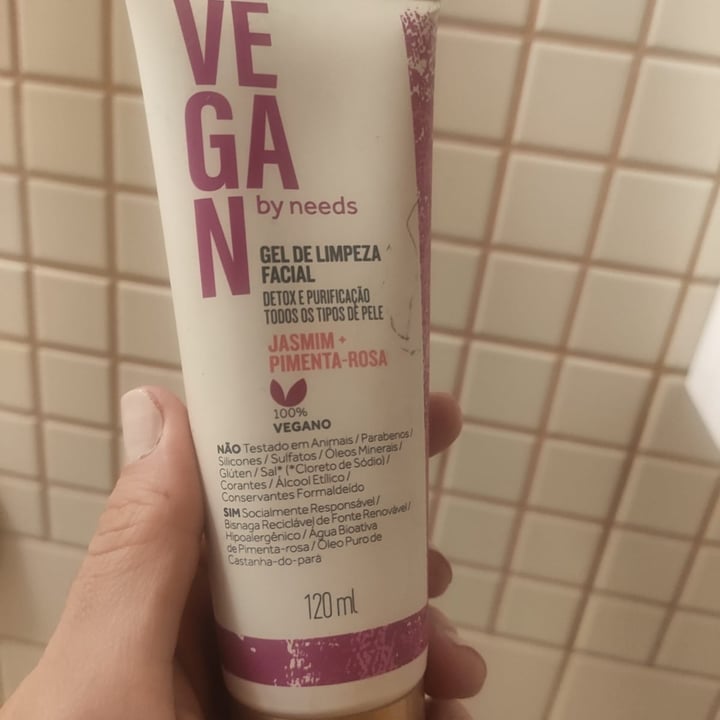 VE
GA
N
by needs
GEL DE LIMPEZA
FACIAL
DETOX E PURIFICAÇÃO
TODOS OS TIPOS DE PELE
JASMIM +
PIMENTA-ROSA
100%
VEGANO
NÃO Testado em Animais / Parabenos /
Silicones / Sulfatos / Óleos Minerais /
Glúten / Sal* (*Cloreto de Sódio) /
Corantes / Álcool Etílico /
Conservantes Formaldeído
SIM Socialmente Responsável /
Bisnaga Reciclável de Fonte Renovável /
Hipoalergênico / Água Bioativa
de Pimenta-rosa / Óleo Puro de
Castanha-do-pará
120 ml